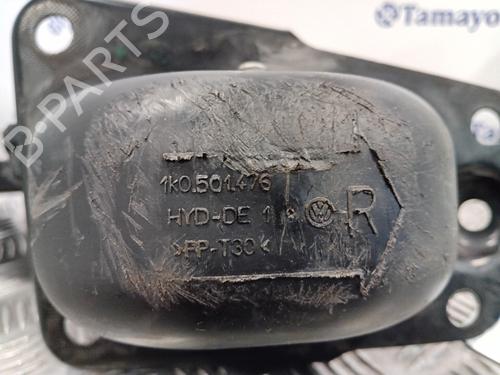 Tamayo
B-PARTS
1K0.501.476
HYD-DE 1 R
>PP-T30<